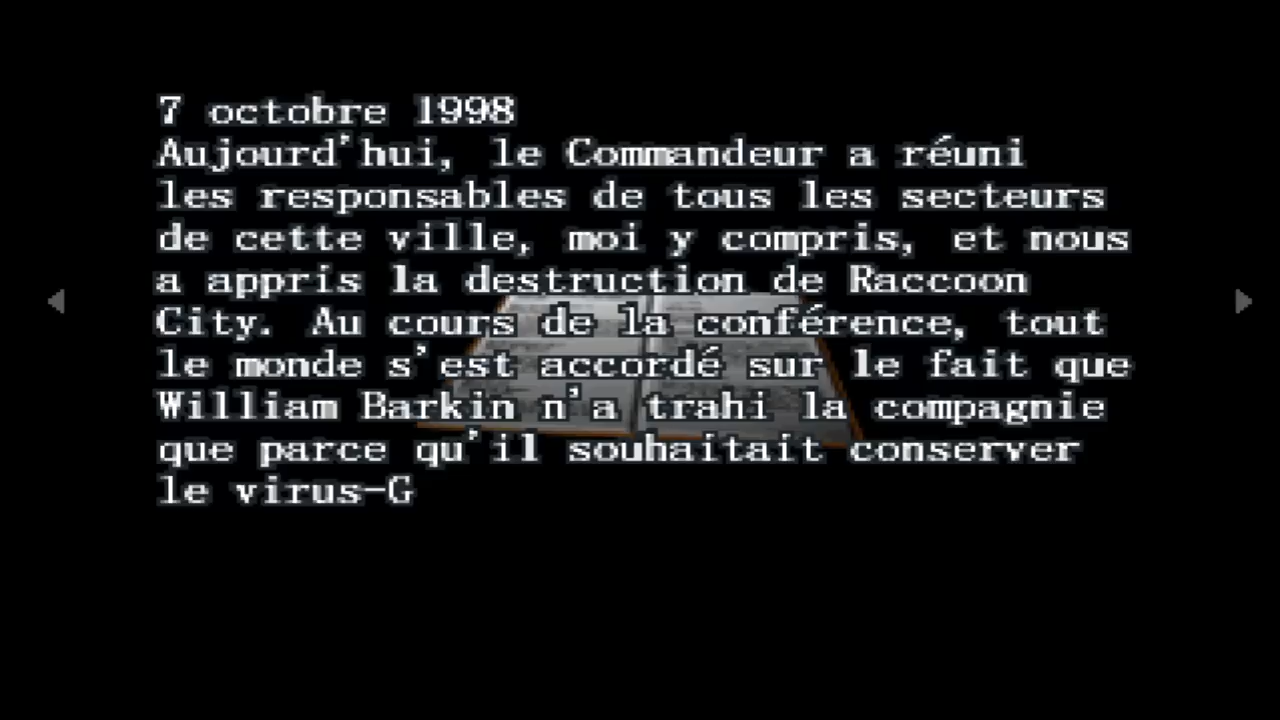 7 octobre 1998
Aujourd'hui, le Commandeur a réuni
les responsables de tous les secteurs
de cette ville, moi y compris, et nous
a appris la destruction de Raccoon
City. Au cours de la conférence, tout
le monde s'est accordé sur le fait que
William Barkin n'a trahi la compagnie
que parce qu'il souhaitait conserver
le virus-G